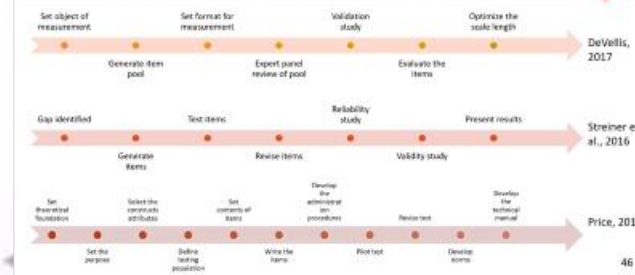 Set object of
measurement
Generate item
pool
Set format for
measurement
Expert panel
review of pool
Validation
study
Evaluate the
items
Optimize the
scale length
DeVellis,
2017
Gap identified
Generate
items
Test items
Revise items
Reliability
study
Validity study
Present results
Streiner e
al., 2016
Set
theoretical
foundation
Set the
purpose
Select the
constructs
attributes
Define
testing
population
Set
contents of
items
Write the
items
Develop
the
administrat
ion
procedures
Pilot test
Revise test
Develop
norms
Develop
the
technical
manual
Price, 201
46